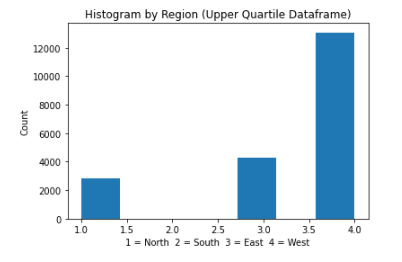 Histogram by Region (Upper Quartile Dataframe)
12000
10000
8000
6000
4000
2000
0
Count
1.0 1.5 2.0 2.5 3.0 3.5 4.0
1 = North 2 = South 3 = East 4 = West